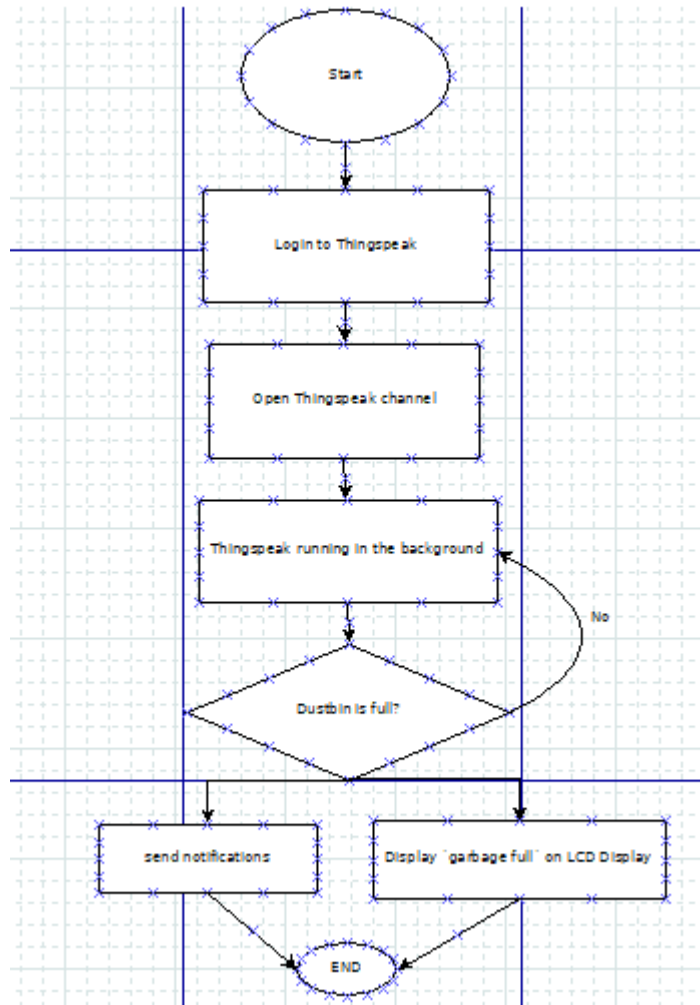 Start
Login to Thingspeak
Open Thingspeak channel
Thingspeak running in the background
No
Dustbin is full?
send notifications
Display `garbage full` on LCD Display
END